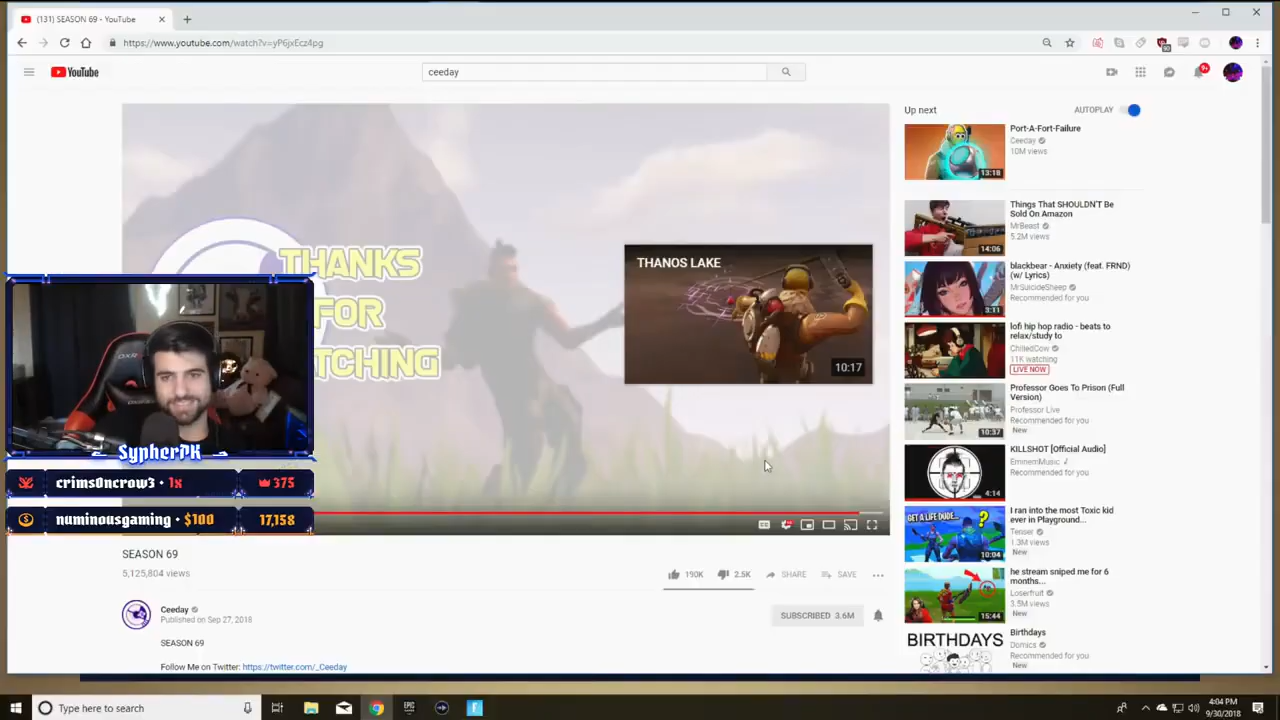 (131) SEASON 69 - YouTube
https://www.youtube.com/watch?v=yP6jxEcz4pg
YouTube
ceeday
9+
THANKS
FOR
WATCHING
THANOS LAKE
10:17
SypherPK
crims0ncrow3 • 1x
375
numinousgaming • $100
17,158
SEASON 69
5,125,804 views
190K
2.5K
SHARE
SAVE
Ceeday
Published on Sep 27, 2018
SUBSCRIBED 3.6M
SEASON 69
Follow Me on Twitter: https://twitter.com/_Ceeday
Up next
AUTOPLAY
Port-A-Fort-Failure
Ceeday
10M views
13:18
Things That SHOULDN'T Be
Sold On Amazon
MrBeast
5.2M views
14:06
blackbear - Anxiety (feat. FRND)
(w/ Lyrics)
MrSuicideSheep
Recommended for you
3:11
lofi hip hop radio - beats to
relax/study to
ChilledCow
11K watching
LIVE NOW
Professor Goes To Prison (Full
Version)
Professor Live
Recommended for you
New
10:37
KILLSHOT [Official Audio]
EminemMusic
Recommended for you
4:14
I ran into the most Toxic kid
ever in Playground...
Tenser
1.3M views
New
GET A LIFE DUDE..
10:04
he stream sniped me for 6
months...
Loserfruit
3.5M views
New
15:44
Birthdays
Domics
Recommended for you
New
BIRTHDAYS
Type here to search
EPIC
4:04 PM
9/30/2018